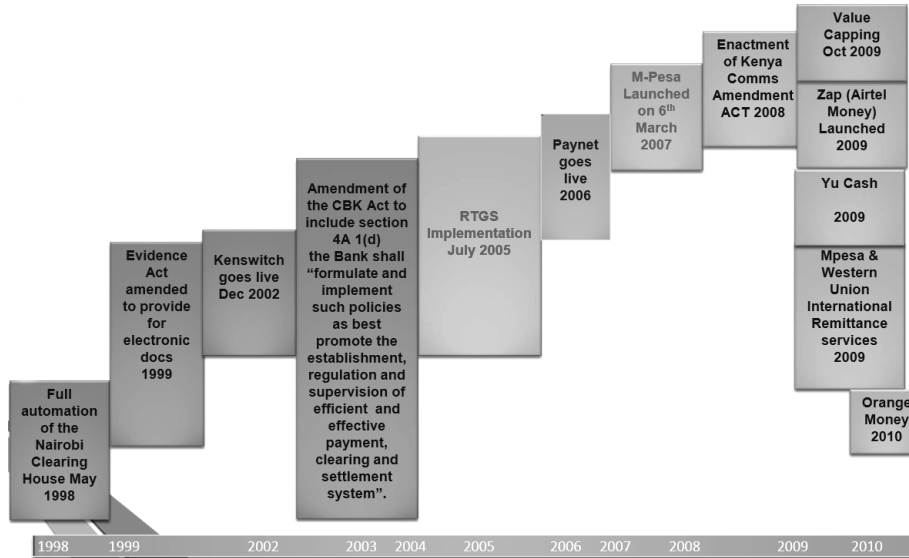 Full
automation
of the
Nairobi
Clearing
House May
1998
Evidence
Act
amended
to provide
for
electronic
docs
1999
Kenswitch
goes live
Dec 2002
Amendment of
the CBK Act to
include section
4A 1(d)
the Bank shall
“formulate and
implement
such policies
as best
promote the
establishment,
regulation and
supervision of
efficient and
effective
payment,
clearing and
settlement
system”.
RTGS
Implementation
July 2005
Paynet
goes
live
2006
M-Pesa
Launched
on 6th
March
2007
Enactment
of Kenya
Comms
Amendment
ACT 2008
Value
Capping
Oct 2009
Zap (Airtel
Money)
Launched
2009
Yu Cash
2009
Mpesa &
Western
Union
International
Remittance
services
2009
Orange
Money
2010
1998 1999 2002 2003 2004 2005 2006 2007 2008 2009 2010